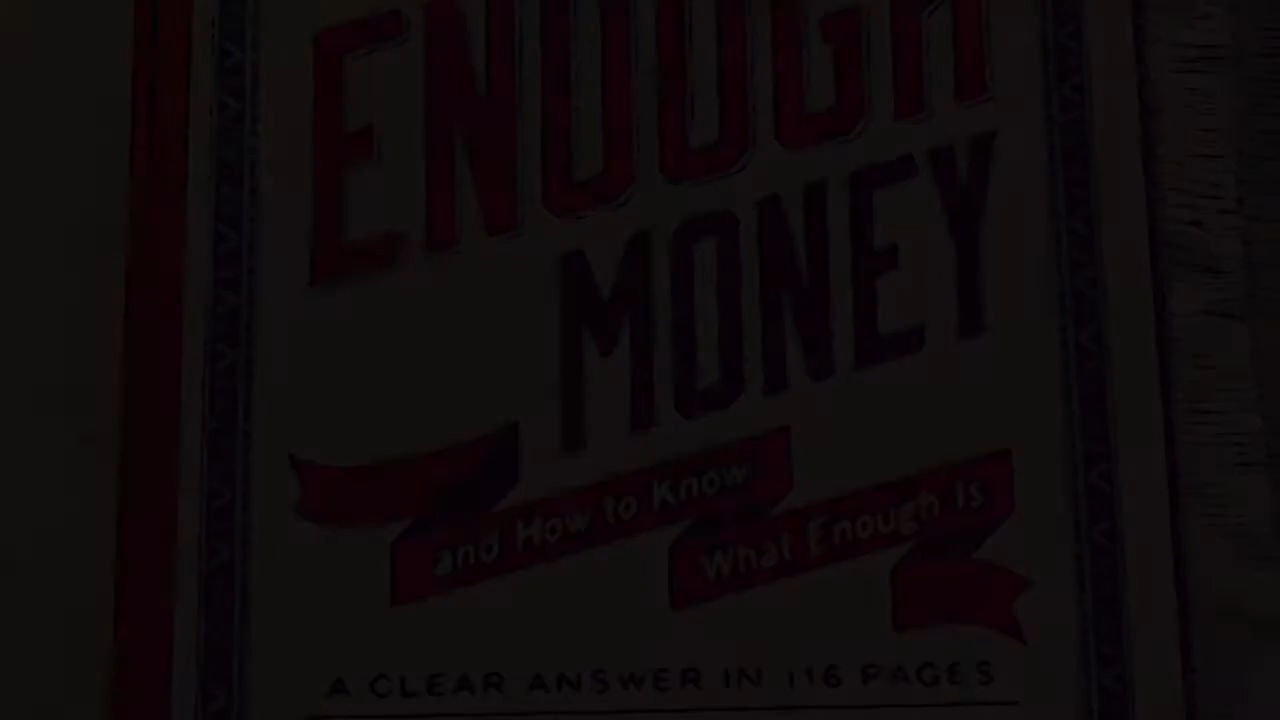 ENOUGH
MONEY
and How to Know
What Enough Is
A CLEAR ANSWER IN 116 PAGES